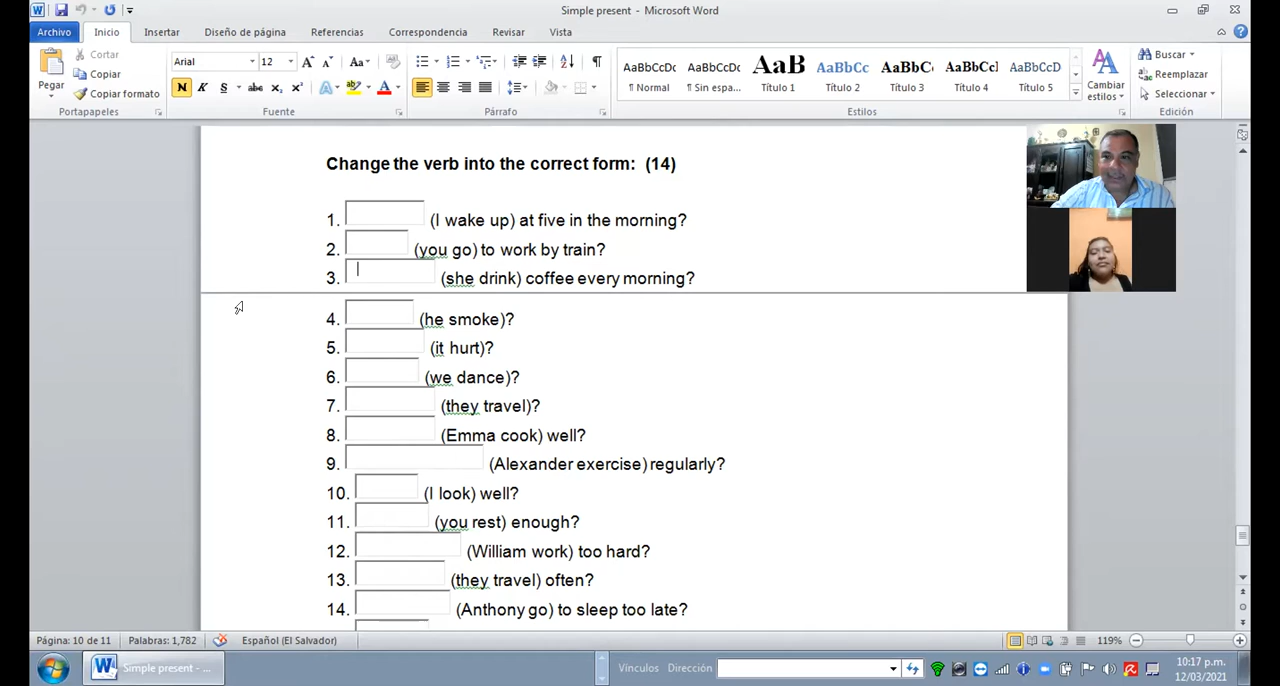 Simple present - Microsoft Word
Archivo Inicio Insertar Diseño de página Referencias Correspondencia Revisar Vista
Pegar
Cortar
Copiar
Copiar formato
Portapapeles
Arial 12
N K S abc x₂ x²
Fuente
Párrafo
AaBbCcDc AaBbCcDc AaB AaBbCc AaBbC AaBbCcI AaBbCcD
¶ Normal ¶ Sin espa... Título 1 Título 2 Título 3 Título 4 Título 5
Cambiar estilos
Estilos
Buscar
Reemplazar
Seleccionar
Edición
Change the verb into the correct form: (14)
1. (I wake up) at five in the morning?
2. (you go) to work by train?
3. (she drink) coffee every morning?
4. (he smoke)?
5. (it hurt)?
6. (we dance)?
7. (they travel)?
8. (Emma cook) well?
9. (Alexander exercise) regularly?
10. (I look) well?
11. (you rest) enough?
12. (William work) too hard?
13. (they travel) often?
14. (Anthony go) to sleep too late?
Página: 10 de 11 Palabras: 1,782 Español (El Salvador) 119%
Simple present - ...
Vínculos Dirección
10:17 p.m.
12/03/2021